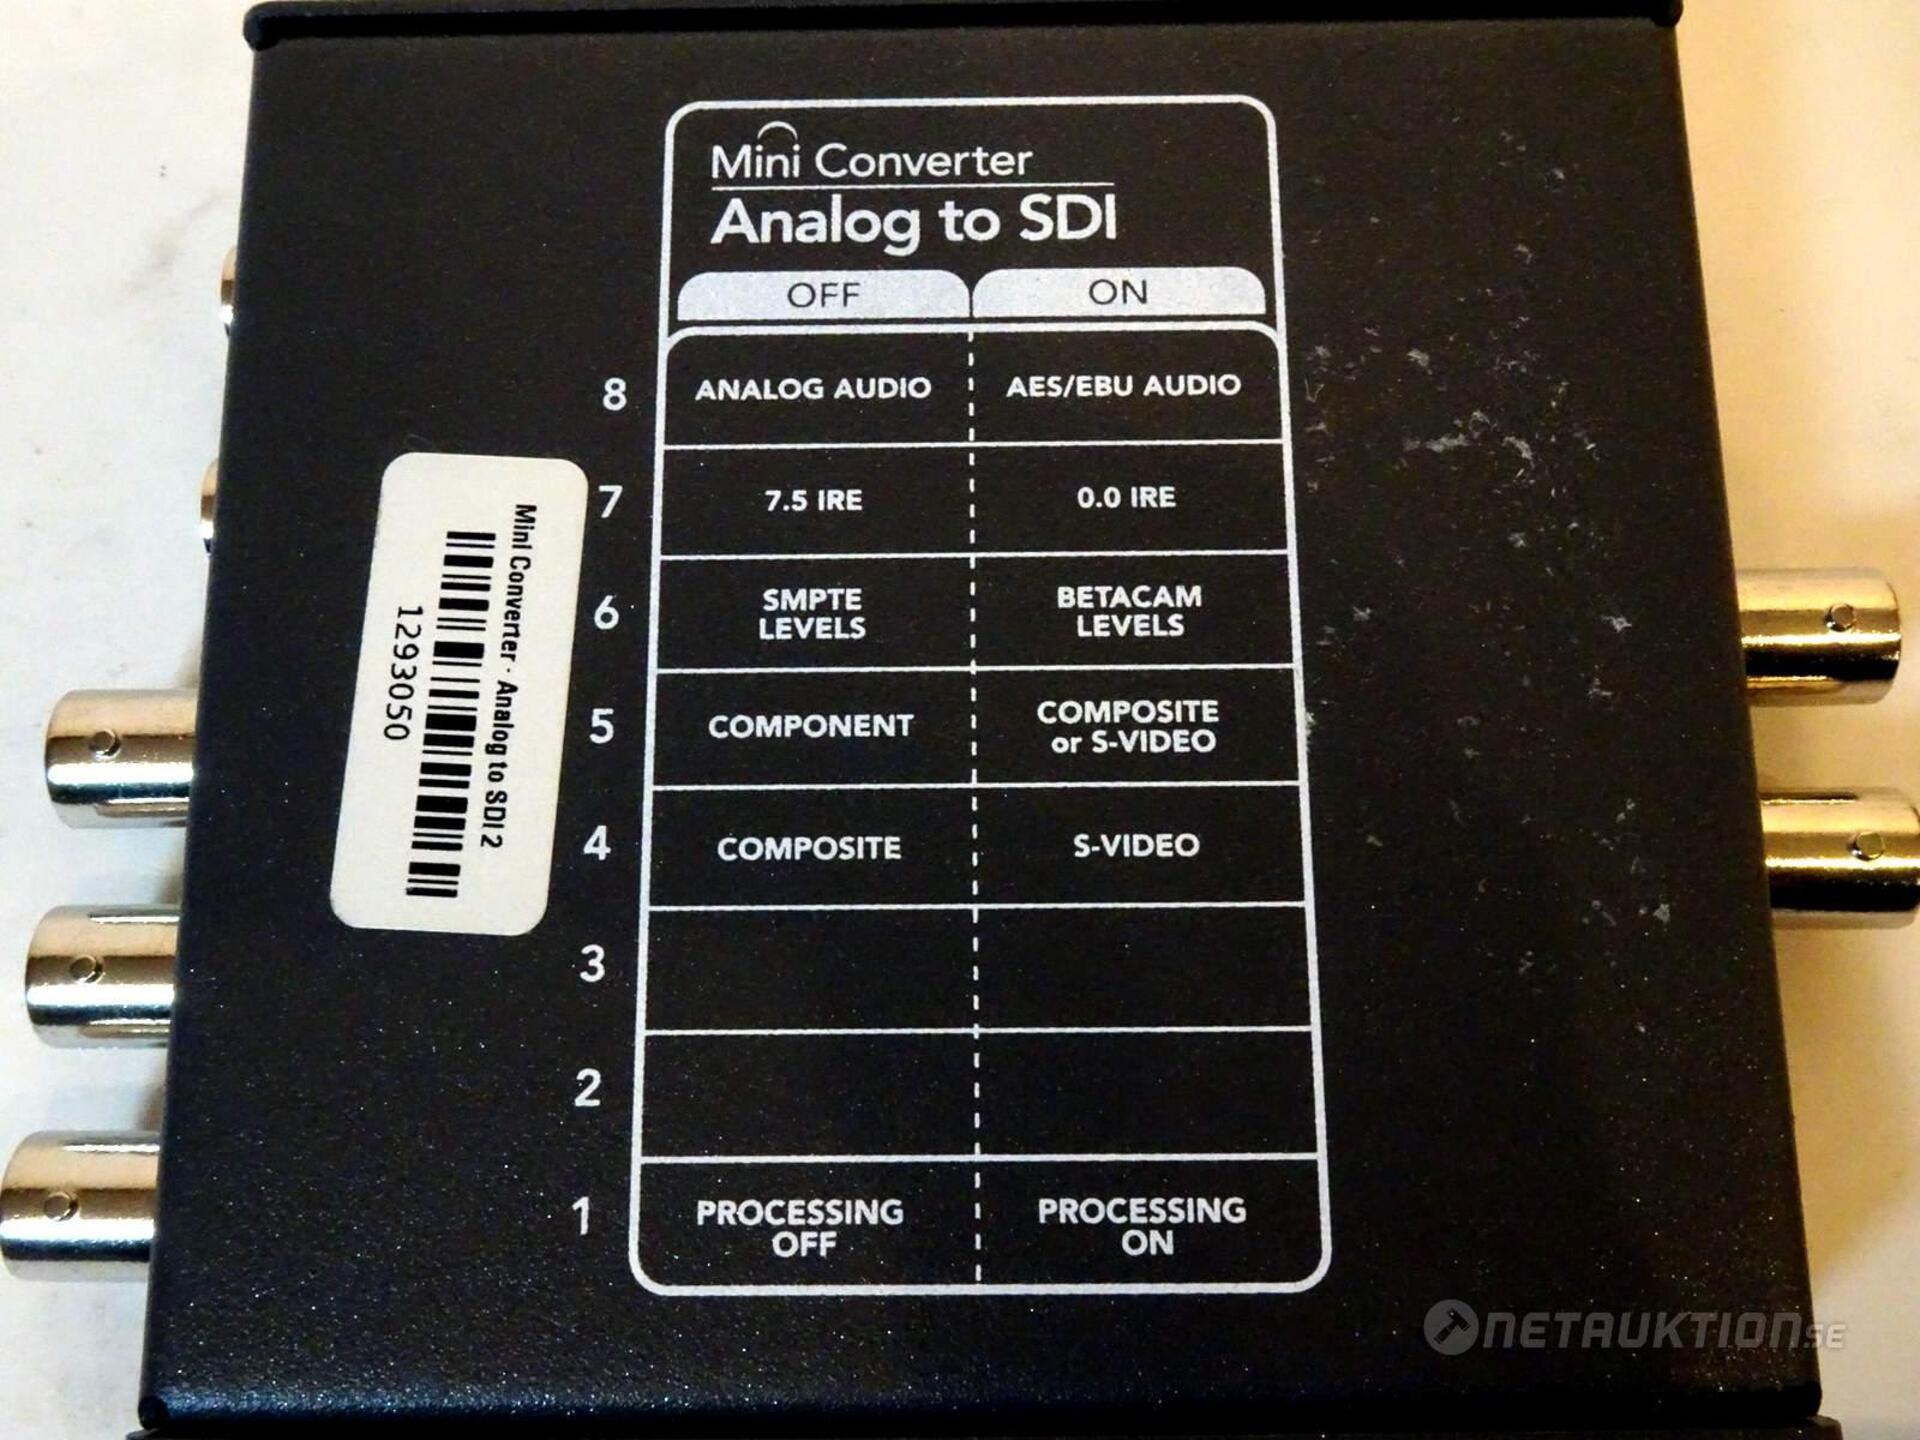 Mini Converter
Analog to SDI
OFF ON
8 ANALOG AUDIO AES/EBU AUDIO
7 7.5 IRE 0.0 IRE
6 SMPTE LEVELS BETACAM LEVELS
5 COMPONENT COMPOSITE or S-VIDEO
4 COMPOSITE S-VIDEO
3
2
1 PROCESSING OFF PROCESSING ON
Mini Converter - Analog to SDI 2
1293050
NETAUKTION.SE